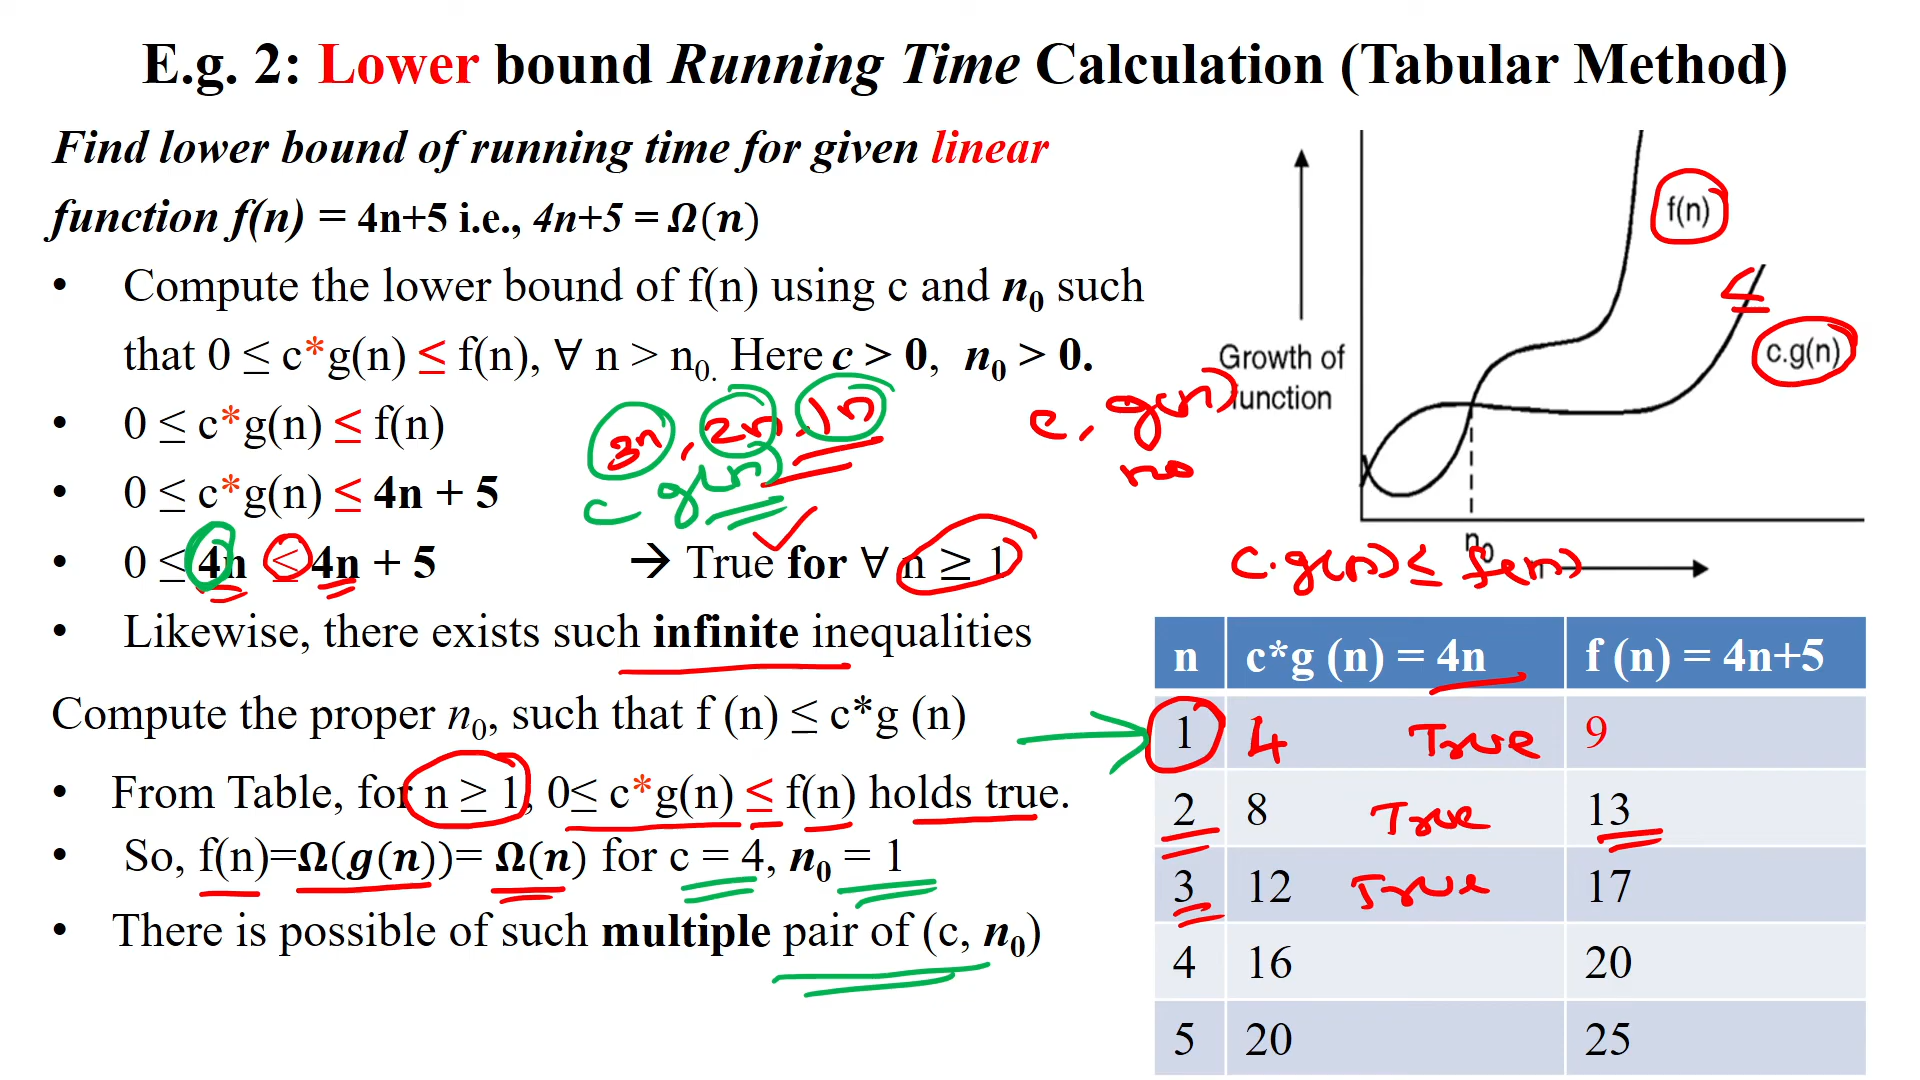 E.g. 2: Lower bound Running Time Calculation (Tabular Method)
Find lower bound of running time for given linear
function f(n) = 4n+5 i.e., 4n+5 = Ω(n)
• Compute the lower bound of f(n) using c and n₀ such
that 0 ≤ c*g(n) ≤ f(n), ∀ n > n₀. Here c > 0, n₀ > 0.
• 0 ≤ c*g(n) ≤ f(n)
3n, 2n, 1n
c g(n)
• 0 ≤ c*g(n) ≤ 4n + 5
• 0 ≤ 4n ≤ 4n + 5 → True for ∀ n ≥ 1
• Likewise, there exists such infinite inequalities
Compute the proper n₀, such that f (n) ≤ c*g (n)
• From Table, for n ≥ 1, 0≤ c*g(n) ≤ f(n) holds true.
• So, f(n)=Ω(g(n))= Ω(n) for c = 4, n₀ = 1
• There is possible of such multiple pair of (c, n₀)
f(n)
≤
c.g(n)
Growth of
function
c, g(n)
n₀
n₀
n
c.g(n) ≤ f(n)
n c*g (n) = 4n f (n) = 4n+5
1 4 True 9
2 8 True 13
3 12 True 17
4 16 20
5 20 25